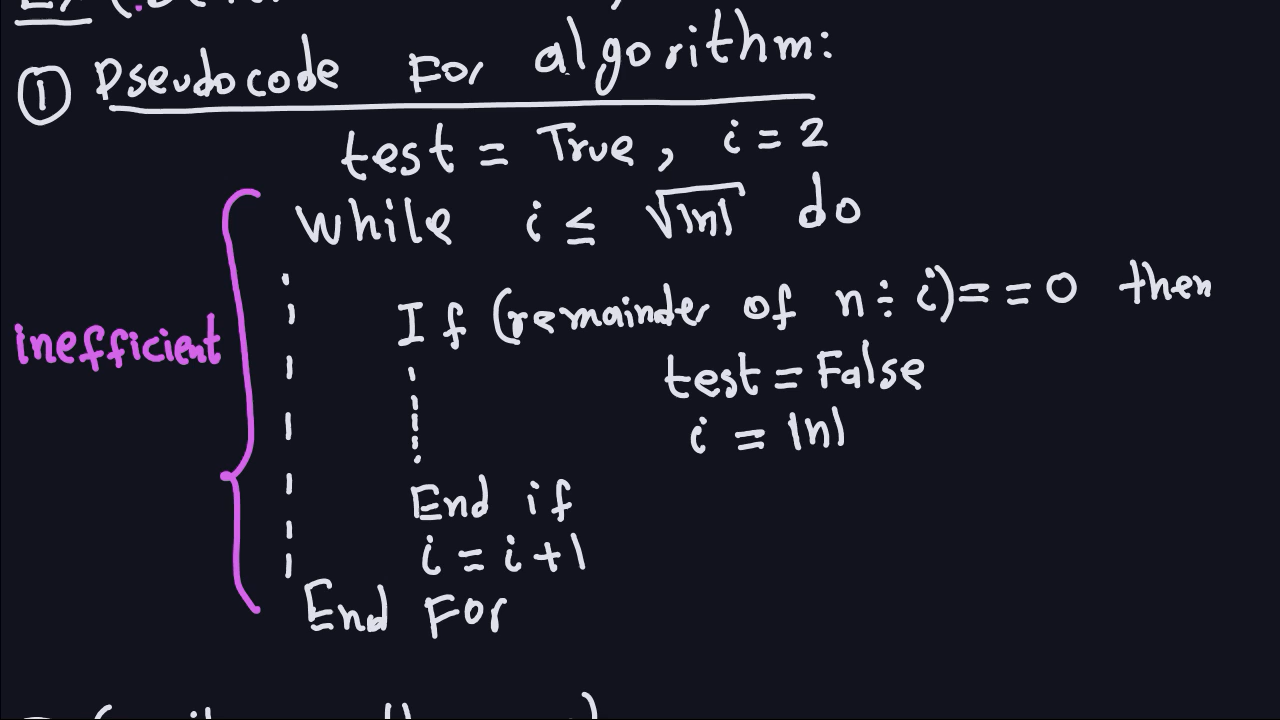 ① Pseudocode For algorithm:
test = True, i = 2
while i ≤ √|n| do
If (remainder of n ÷ i) == 0 then
inefficient
test = False
i = |n|
End if
i = i + 1
End For